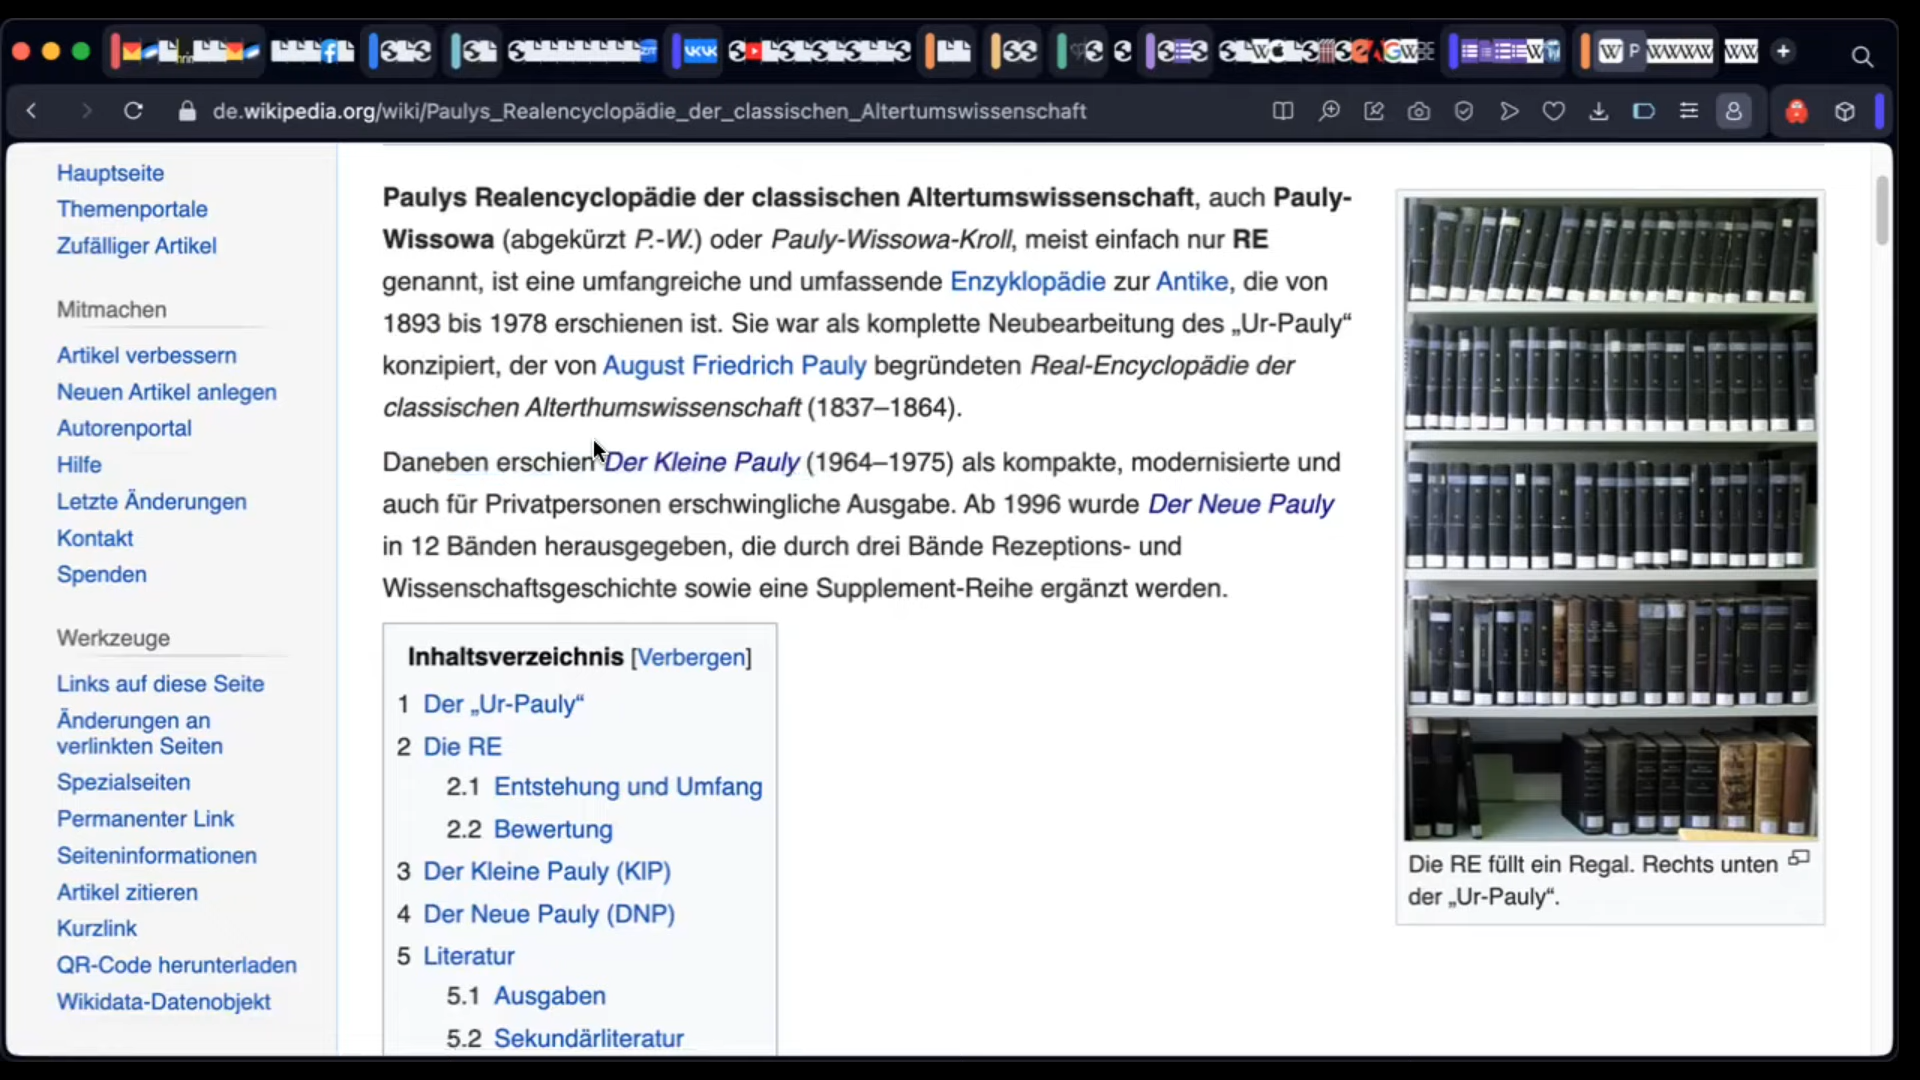 de.wikipedia.org/wiki/Paulys_Realencyclopädie_der_classischen_Altertumswissenschaft
Hauptseite
Themenportale
Zufälliger Artikel
Mitmachen
Artikel verbessern
Neuen Artikel anlegen
Autorenportal
Hilfe
Letzte Änderungen
Kontakt
Spenden
Werkzeuge
Links auf diese Seite
Änderungen an
verlinkten Seiten
Spezialseiten
Permanenter Link
Seiteninformationen
Artikel zitieren
Kurzlink
QR-Code herunterladen
Wikidata-Datenobjekt
Paulys Realencyclopädie der classischen Altertumswissenschaft, auch Pauly-
Wissowa (abgekürzt P.-W.) oder Pauly-Wissowa-Kroll, meist einfach nur RE
genannt, ist eine umfangreiche und umfassende Enzyklopädie zur Antike, die von
1893 bis 1978 erschienen ist. Sie war als komplette Neubearbeitung des „Ur-Pauly“
konzipiert, der von August Friedrich Pauly begründeten Real-Encyclopädie der
classischen Alterthumswissenschaft (1837–1864).
Daneben erschien Der Kleine Pauly (1964–1975) als kompakte, modernisierte und
auch für Privatpersonen erschwingliche Ausgabe. Ab 1996 wurde Der Neue Pauly
in 12 Bänden herausgegeben, die durch drei Bände Rezeptions- und
Wissenschaftsgeschichte sowie eine Supplement-Reihe ergänzt werden.
Inhaltsverzeichnis [Verbergen]
1 Der „Ur-Pauly“
2 Die RE
2.1 Entstehung und Umfang
2.2 Bewertung
3 Der Kleine Pauly (KlP)
4 Der Neue Pauly (DNP)
5 Literatur
5.1 Ausgaben
5.2 Sekundärliteratur
Die RE füllt ein Regal. Rechts unten
der „Ur-Pauly“.